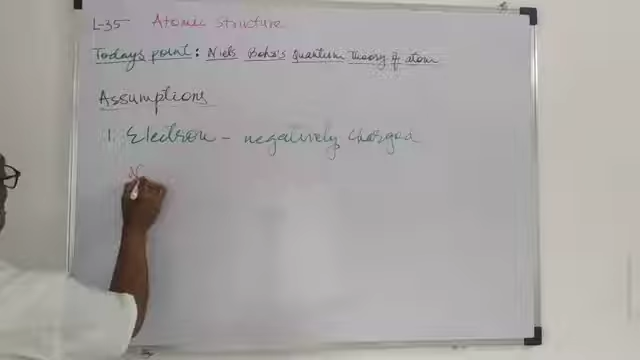 L-35 Atomic structure
Todays point: Niels Bohr's Quantum Theory of atom
Assumptions
1. Electron – negatively charged
N